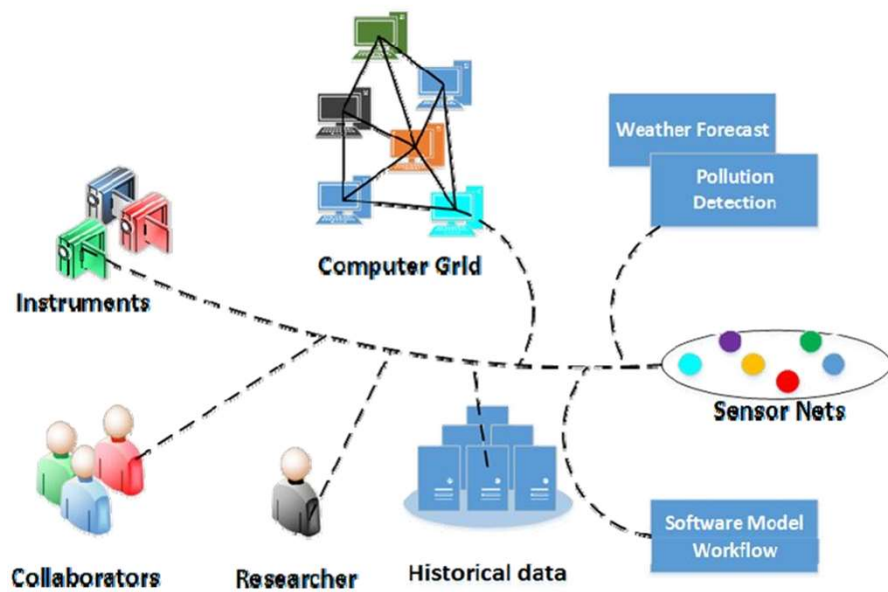 Weather Forecast
Pollution
Detection
Computer Grid
Instruments
Sensor Nets
Software Model
Workflow
Collaborators
Researcher
Historical data